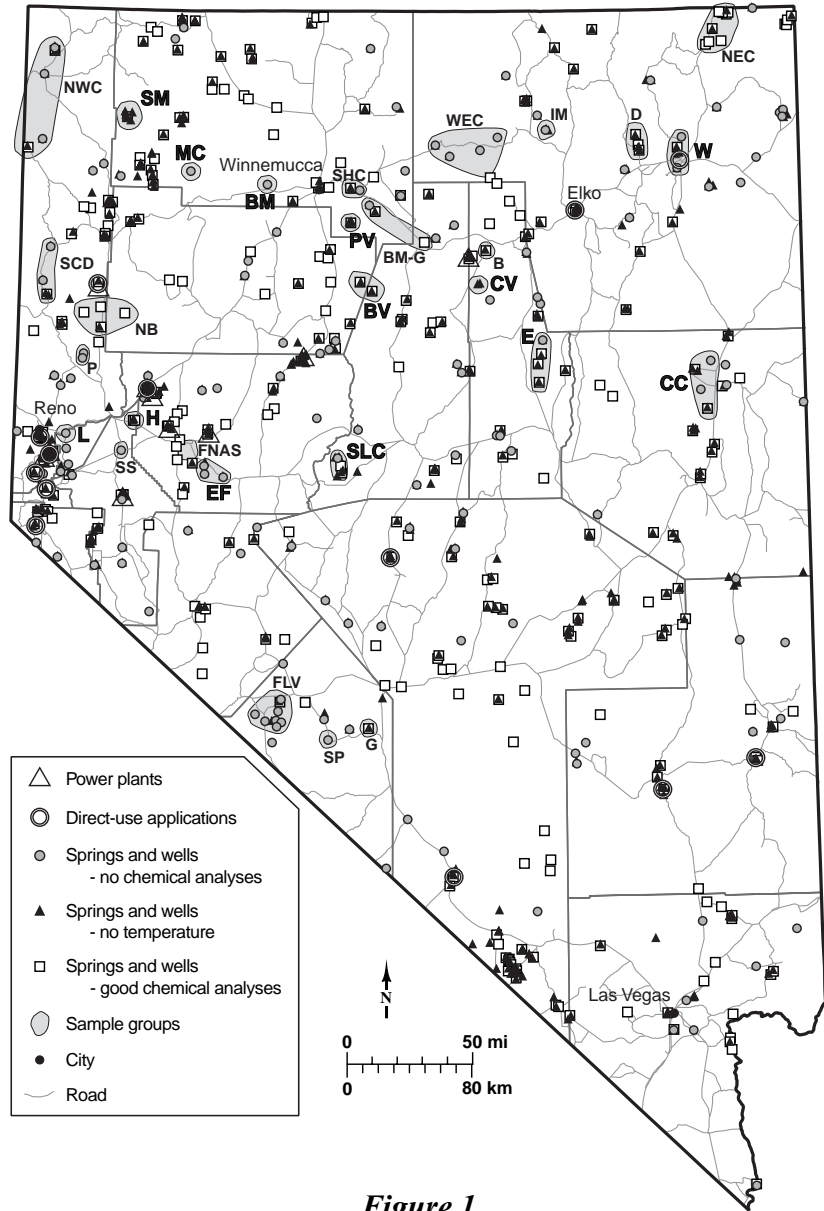 NEC
NWC
SM
WEC
IM
D
W
MC
Winnemucca
SHC
BM
Elko
PV
BM-G
B
SCD
CV
BV
NB
E
P
CC
Reno
H
L
FNAS
SLC
SS
EF
FLV
SP
G
Power plants
Direct-use applications
Springs and wells
- no chemical analyses
Springs and wells
- no temperature
Springs and wells
- good chemical analyses
Sample groups
City
Road
N
0 50 mi
0 80 km
Las Vegas
Figure 1